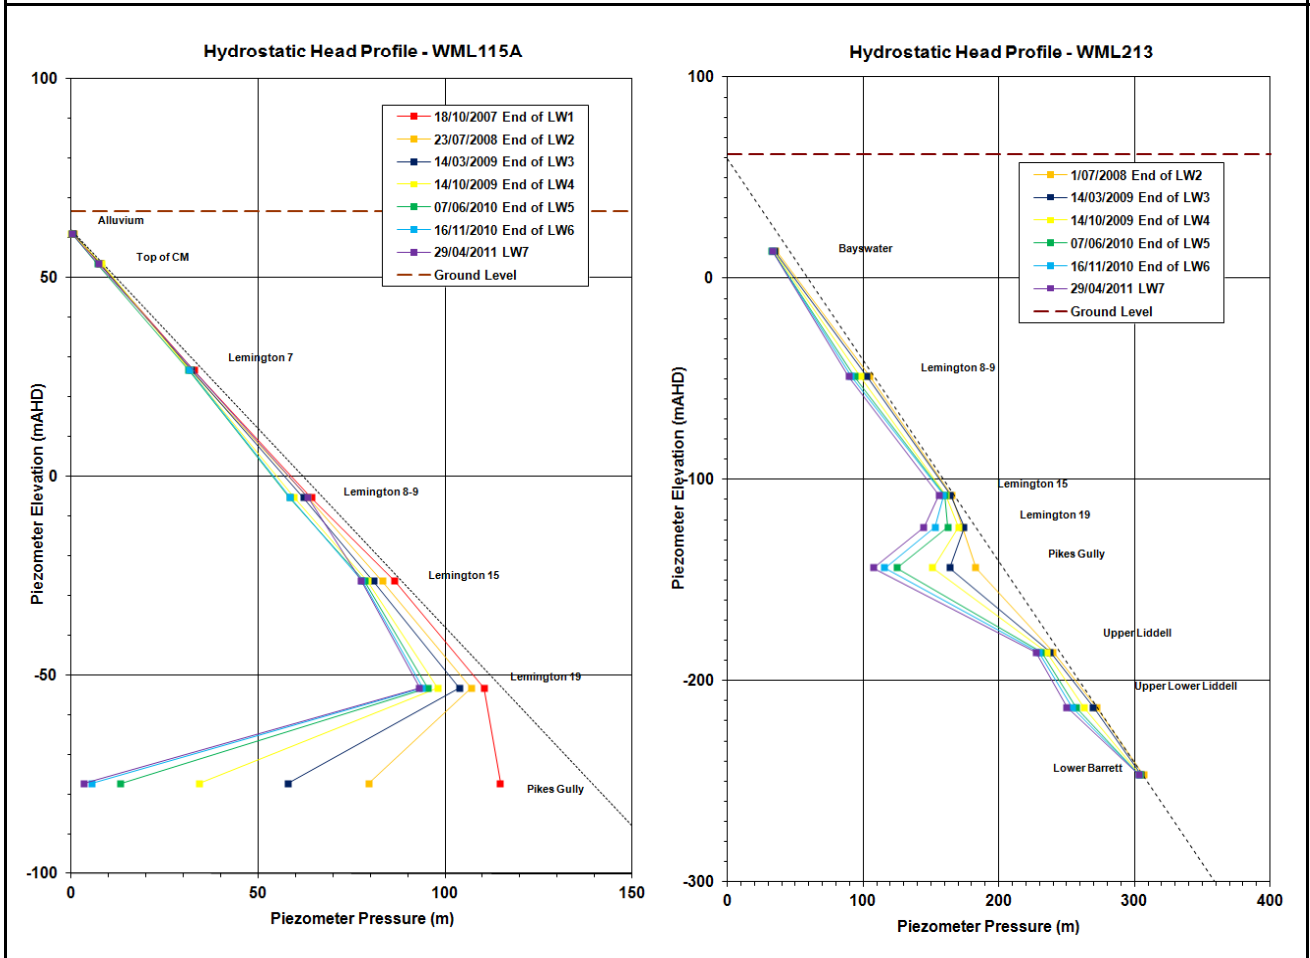 Hydrostatic Head Profile - WML115A
100
50
0
-50
-100
Piezometer Elevation (mAHD)
18/10/2007 End of LW1
23/07/2008 End of LW2
14/03/2009 End of LW3
14/10/2009 End of LW4
07/06/2010 End of LW5
16/11/2010 End of LW6
29/04/2011 LW7
Ground Level
Alluvium
Top of CM
Lemington 7
Lemington 8-9
Lemington 15
Lemington 19
Pikes Gully
0
50
100
150
Piezometer Pressure (m)
Hydrostatic Head Profile - WML213
100
0
-100
-200
-300
Piezometer Elevation (mAHD)
1/07/2008 End of LW2
14/03/2009 End of LW3
14/10/2009 End of LW4
07/06/2010 End of LW5
16/11/2010 End of LW6
29/04/2011 LW7
Ground Level
Bayswater
Lemington 8-9
Lemington 15
Lemington 19
Pikes Gully
Upper Liddell
Upper Lower Liddell
Lower Barrett
0
100
200
300
400
Piezometer Pressure (m)